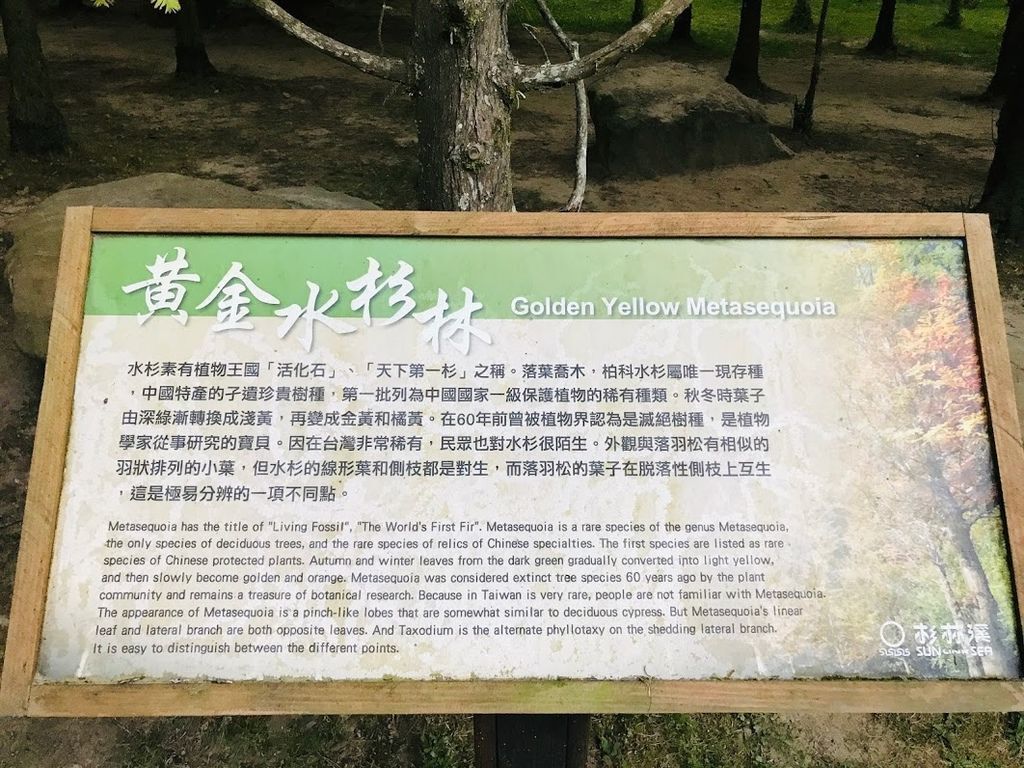 黃金水杉林 Golden Yellow Metasequoia
水杉素有植物王國「活化石」、「天下第一杉」之稱。落葉喬木，柏科水杉屬唯一現存種
，中國特產的孑遺珍貴樹種，第一批列為中國國家一級保護植物的稀有種類。秋冬時葉子
由深綠漸轉換成淺黃，再變成金黃和橘黃。在60年前曾被植物界認為是滅絕樹種，是植物
學家從事研究的寶貝。因在台灣非常稀有，民眾也對水杉很陌生。外觀與落羽松有相似的
羽狀排列的小葉，但水杉的線形葉和側枝都是對生，而落羽松的葉子在脱落性側枝上互生
，這是極易分辨的一項不同點。
Metasequoia has the title of "Living Fossil", "The World's First Fir". Metasequoia is a rare species of the genus Metasequoia,
the only species of deciduous trees, and the rare species of relics of Chinese specialties. The first species are listed as rare
species of Chinese protected plants. Autumn and winter leaves from the dark green gradually converted into light yellow,
and then slowly become golden and orange. Metasequoia was considered extinct tree species 60 years ago by the plant
community and remains a treasure of botanical research. Because in Taiwan is very rare, people are not familiar with Metasequoia.
The appearance of Metasequoia is a pinch-like lobes that are somewhat similar to deciduous cypress. But Metasequoia's linear
leaf and lateral branch are both opposite leaves. And Taxodium is the alternate phyllotaxy on the shedding lateral branch.
It is easy to distinguish between the different points.
杉林溪
SUN LINK SEA